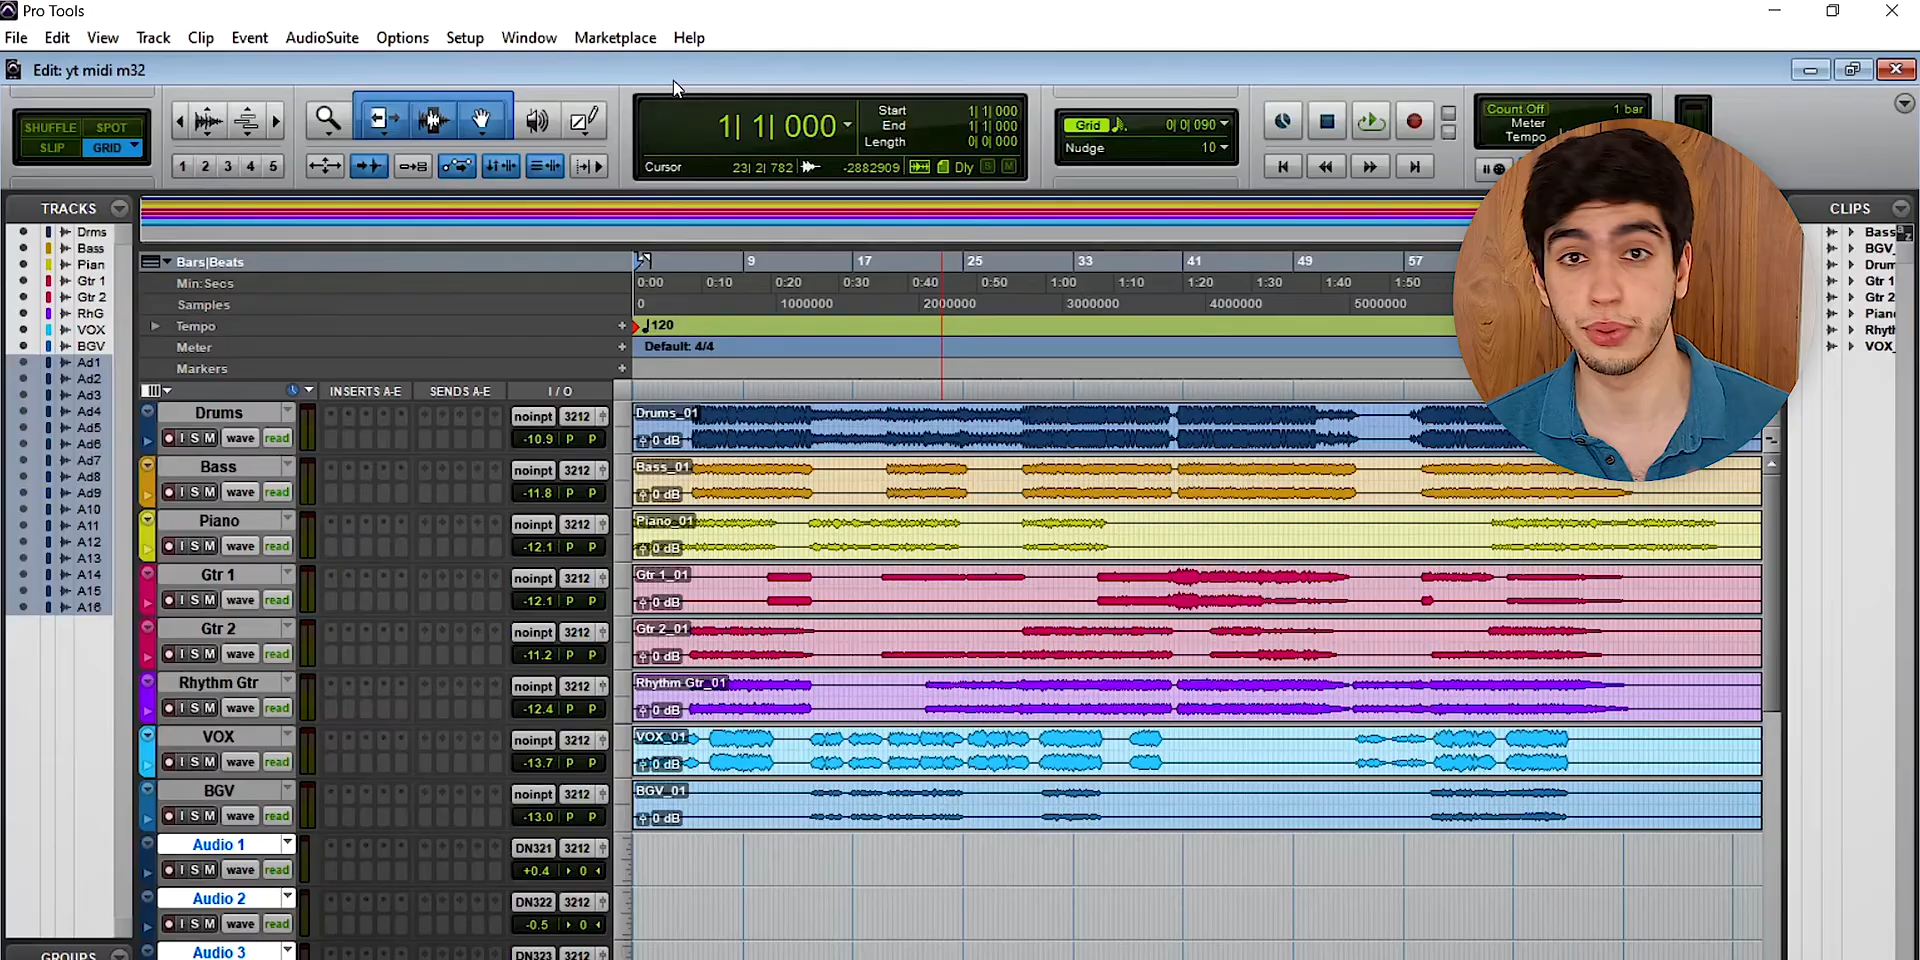 Pro Tools
File Edit View Track Clip Event AudioSuite Options Setup Window Marketplace Help
Edit: yt midi m32
SHUFFLE SPOT
SLIP GRID
1 2 3 4 5
1| 1| 000
Start 1| 1| 000
End 1| 1| 000
Length 0| 0| 000
Cursor 23| 2| 782 -2882909 Dly S M
Grid 0| 0| 090
Nudge 10
Count Off 1 bar
Meter
Tempo
TRACKS
Drms
Bass
Pian
Gtr 1
Gtr 2
RhG
VOX
BGV
Ad1
Ad2
Ad3
Ad4
Ad5
Ad6
Ad7
Ad8
Ad9
A10
A11
A12
A13
A14
A15
A16
GROUPS
Bars|Beats 9 17 25 33 41 49 57
Min:Secs 0:00 0:10 0:20 0:30 0:40 0:50 1:00 1:10 1:20 1:30 1:40 1:50
Samples 0 1000000 2000000 3000000 4000000 5000000
Tempo + 120
Meter + Default: 4/4
Markers +
INSERTS A-E SENDS A-E I / O
Drums noinpt 3212 Drums_01
I S M wave read -10.9 P P 0 dB
Bass noinpt 3212 Bass_01
I S M wave read -11.8 P P 0 dB
Piano noinpt 3212 Piano_01
I S M wave read -12.1 P P 0 dB
Gtr 1 noinpt 3212 Gtr 1_01
I S M wave read -12.1 P P 0 dB
Gtr 2 noinpt 3212 Gtr 2_01
I S M wave read -11.2 P P 0 dB
Rhythm Gtr noinpt 3212 Rhythm Gtr_01
I S M wave read -12.4 P P 0 dB
VOX noinpt 3212 VOX_01
I S M wave read -13.7 P P 0 dB
BGV noinpt 3212 BGV_01
I S M wave read -13.0 P P 0 dB
Audio 1 DN321 3212
I S M wave read +0.4 0
Audio 2 DN322 3212
I S M wave read -0.5 0
Audio 3 DN323 3212
CLIPS
Bass
BGV_
Drum
Gtr 1
Gtr 2
Piano
Rhyth
VOX_